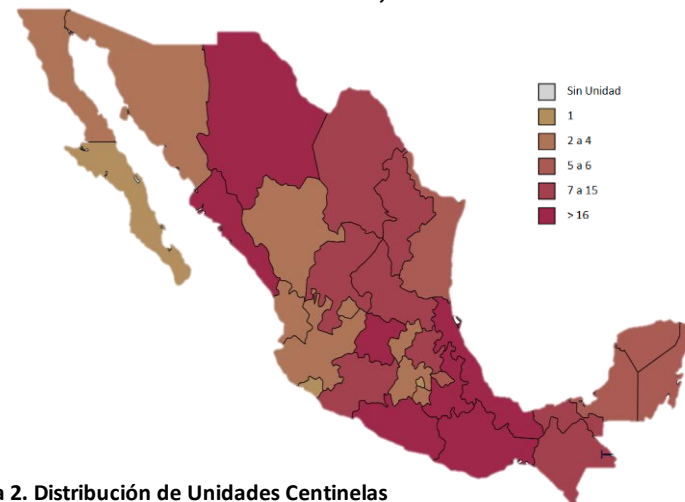 Sin Unidad
1
2 a 4
5 a 6
7 a 15
> 16
2. Distribución de Unidades Centinelas